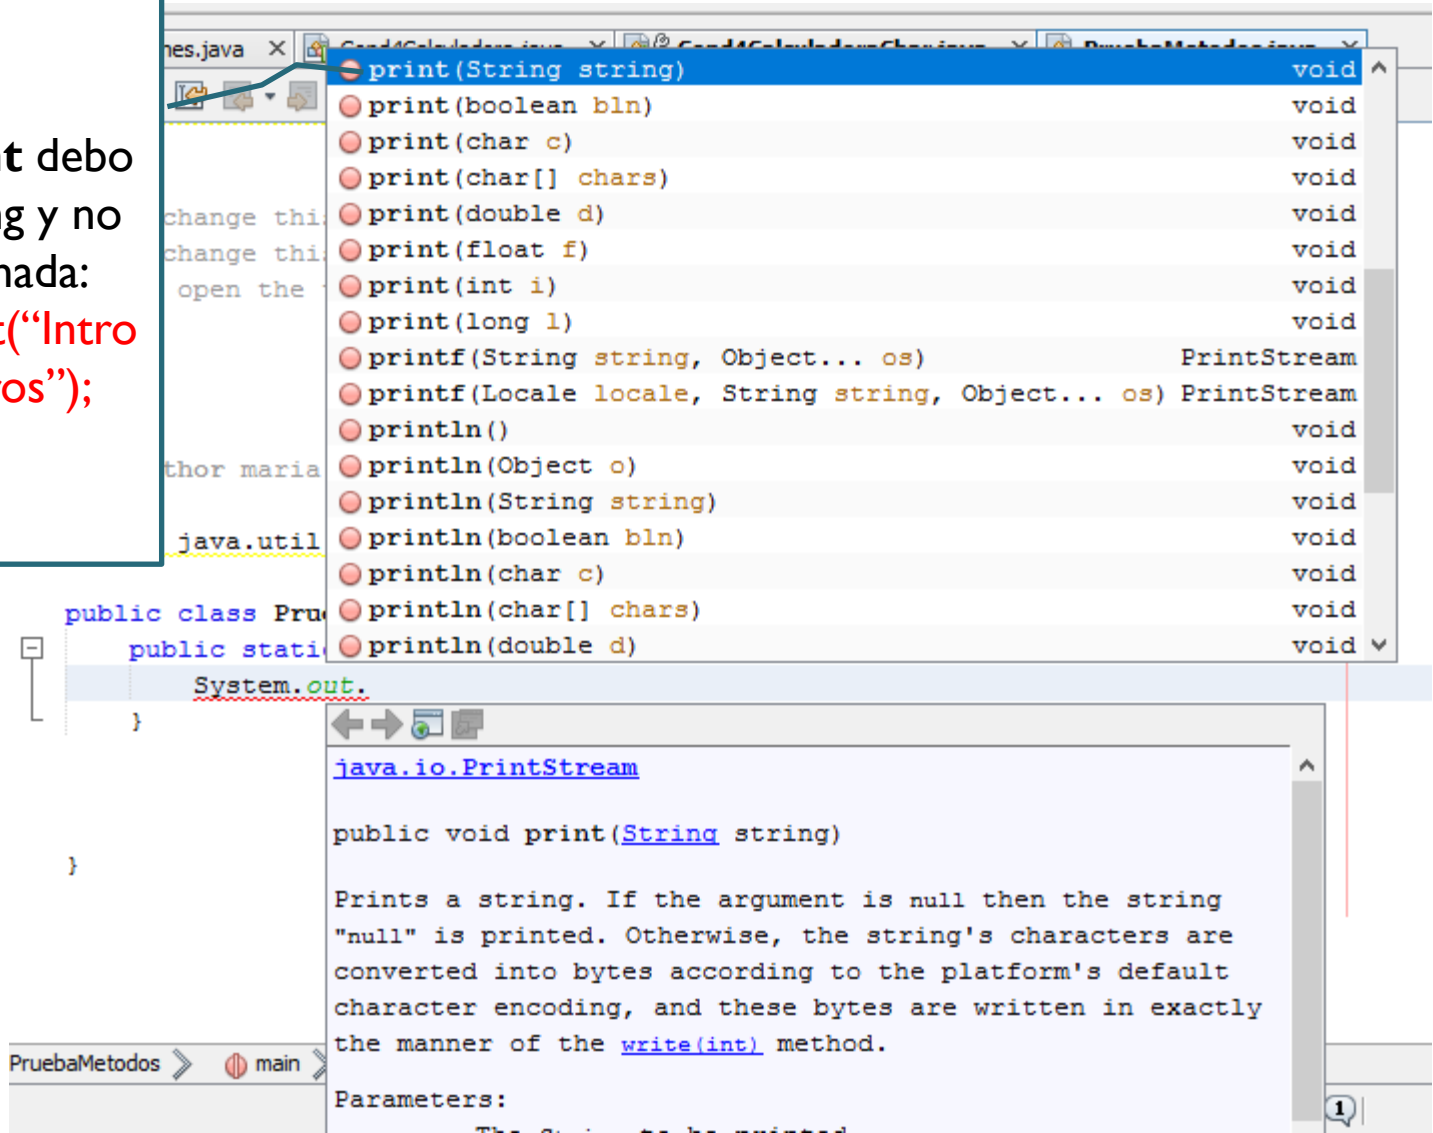 nes.java
print(String string) void
print(boolean bln) void
print(char c) void
print(char[] chars) void
print(double d) void
print(float f) void
print(int i) void
print(long l) void
printf(String string, Object... os) PrintStream
printf(Locale locale, String string, Object... os) PrintStream
println() void
println(Object o) void
println(String string) void
println(boolean bln) void
println(char c) void
println(char[] chars) void
println(double d) void
t debo
g y no
nada:
t(“Intro
os”);
change this
change this
open the
thor maria
java.util
public class Prue
public stati
System.out.
}
}
java.io.PrintStream
public void print(String string)
Prints a string. If the argument is null then the string
"null" is printed. Otherwise, the string's characters are
converted into bytes according to the platform's default
character encoding, and these bytes are written in exactly
the manner of the write(int) method.
Parameters:
PruebaMetodos main
1